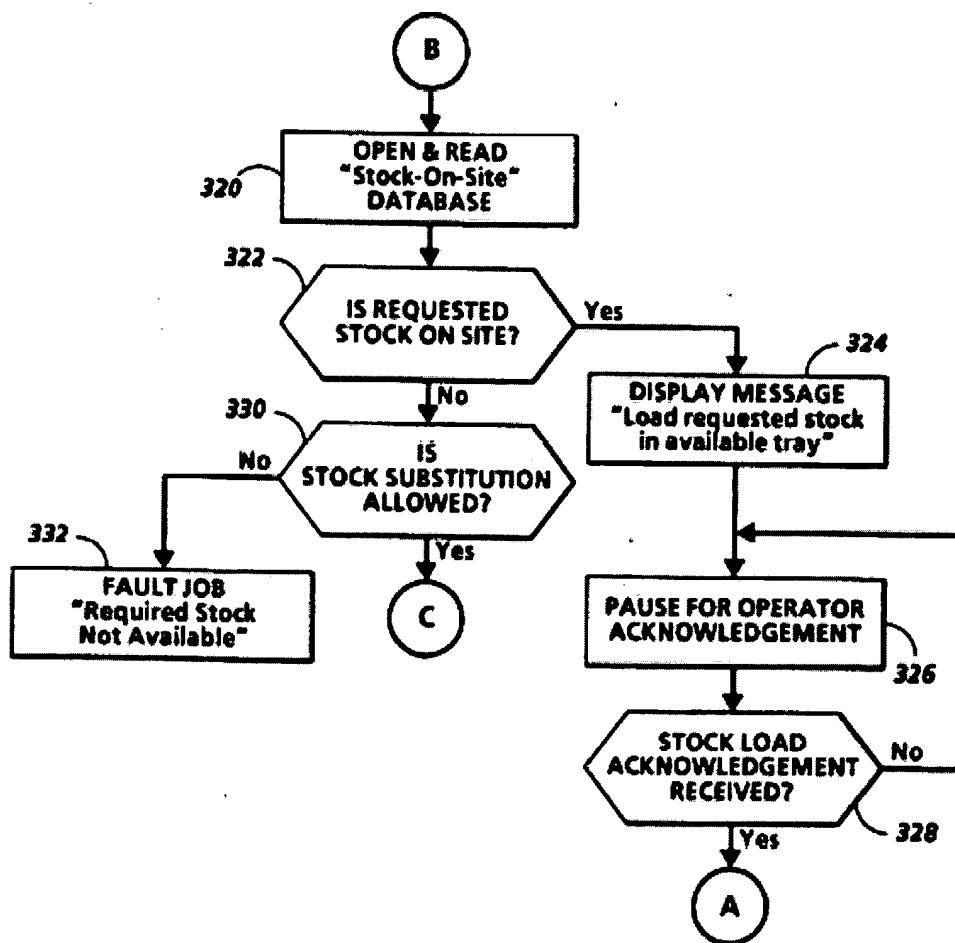 B
OPEN & READ
"Stock-On-Site"
DATABASE
320
322
IS REQUESTED
STOCK ON SITE?
Yes
No
324
DISPLAY MESSAGE
"Load requested stock
in available tray"
330
IS
STOCK SUBSTITUTION
ALLOWED?
No
Yes
332
FAULT JOB
"Required Stock
Not Available"
C
PAUSE FOR OPERATOR
ACKNOWLEDGEMENT
326
STOCK LOAD
ACKNOWLEDGEMENT
RECEIVED?
No
328
Yes
A